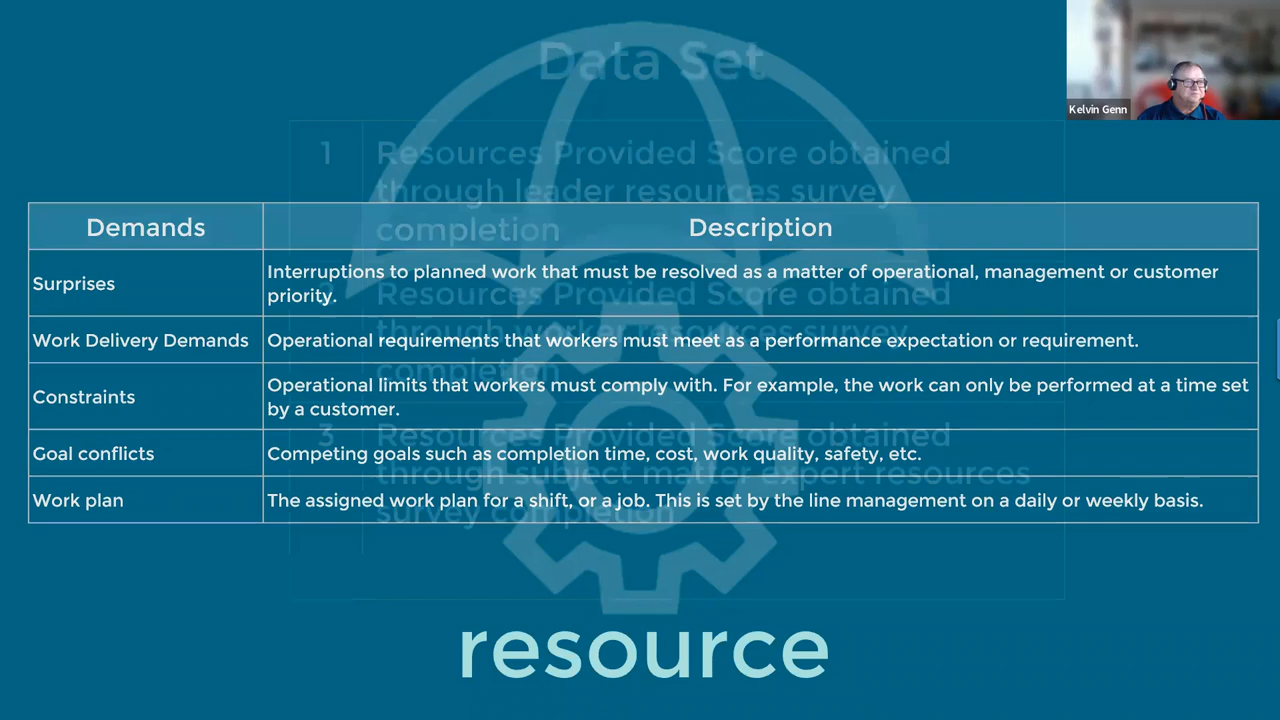 Data Set
Kelvin Genn
1
Resources Provided Score obtained
through leader resources survey
completion
Demands
Description
Surprises
Interruptions to planned work that must be resolved as a matter of operational, management or customer
priority.
Resources Provided Score obtained
through worker resources survey
completion
Work Delivery Demands
Operational requirements that workers must meet as a performance expectation or requirement.
Constraints
Operational limits that workers must comply with. For example, the work can only be performed at a time set
by a customer.
3
Resources Provided Score obtained
through subject matter expert resources
survey completion
Goal conflicts
Competing goals such as completion time, cost, work quality, safety, etc.
Work plan
The assigned work plan for a shift, or a job. This is set by the line management on a daily or weekly basis.
resource